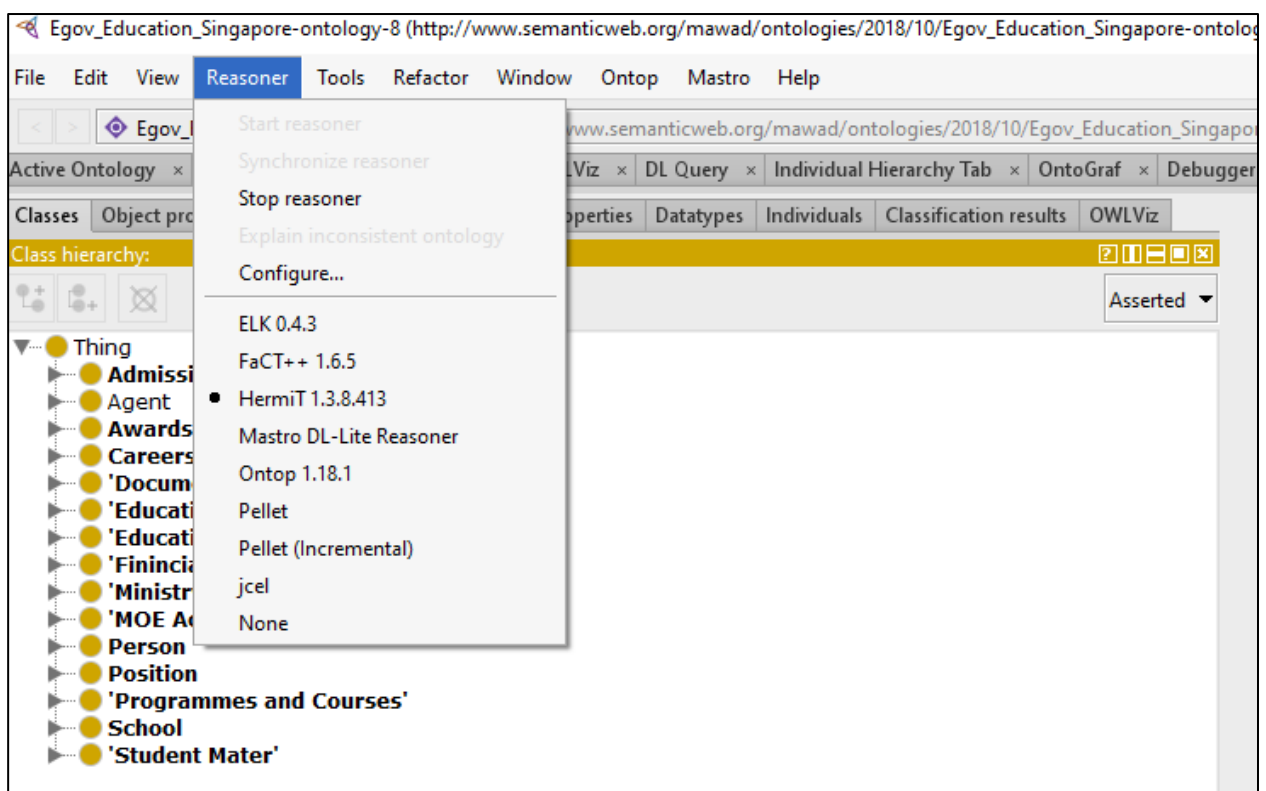 Egov_Education_Singapore-ontology-8 (http://www.semanticweb.org/mawad/ontologies/2018/10/Egov_Education_Singapore-ontolog
File Edit View Reasoner Tools Refactor Window Ontop Mastro Help
< > Egov_ www.semanticweb.org/mawad/ontologies/2018/10/Egov_Education_Singapo
Active Ontology × LViz × DL Query × Individual Hierarchy Tab × OntoGraf × Debugger
Classes Object pro operties Datatypes Individuals Classification results OWLViz
Class hierarchy:
Asserted
Start reasoner
Synchronize reasoner
Stop reasoner
Explain inconsistent ontology
Configure...
ELK 0.4.3
FaCT++ 1.6.5
HermiT 1.3.8.413
Mastro DL-Lite Reasoner
Ontop 1.18.1
Pellet
Pellet (Incremental)
jcel
None
Thing
Admissi
Agent
Awards
Careers
'Docum
'Educati
'Educati
'Fininci
'Ministr
'MOE A
Person
Position
'Programmes and Courses'
School
'Student Mater'